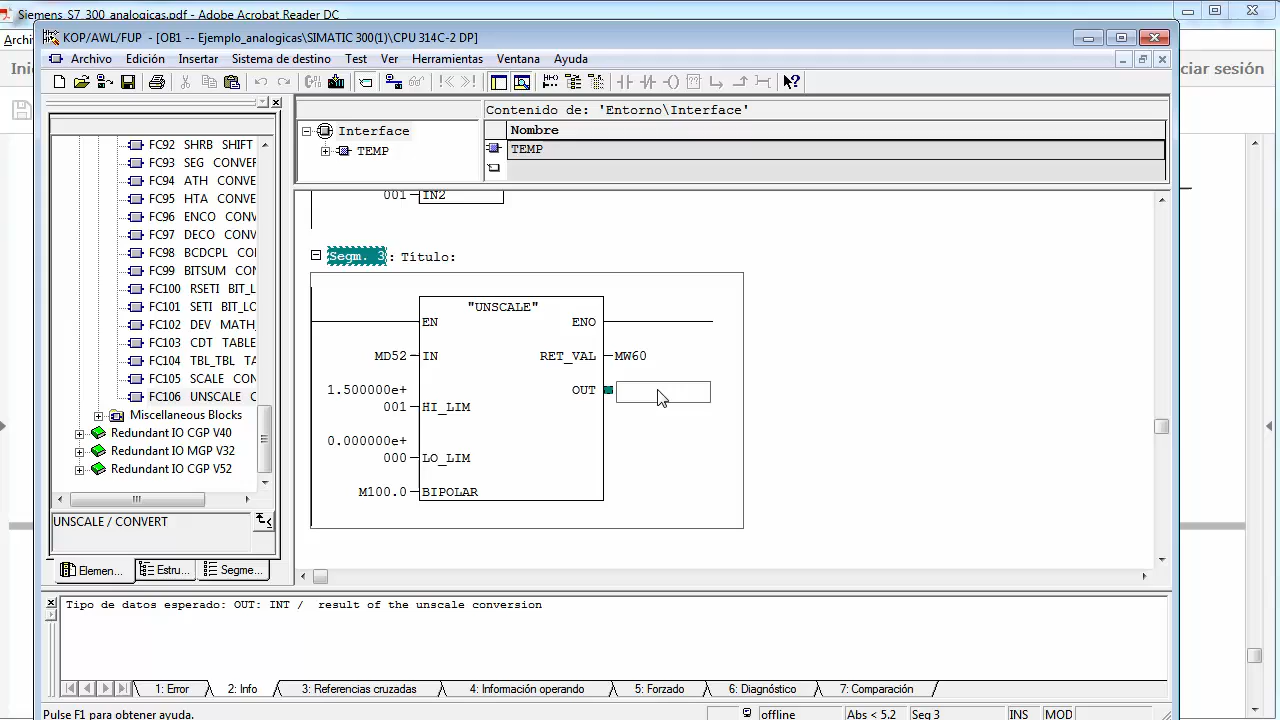 Siemens_S7_300_analogicas.pdf - Adobe Acrobat Reader DC
KOP/AWL/FUP - [OB1 -- Ejemplo_analogicas\SIMATIC 300(1)\CPU 314C-2 DP]
Archivo Edición Insertar Sistema de destino Test Ver Herramientas Ventana Ayuda
Archi
Ini
ciar sesión
Contenido de: 'Entorno\Interface'
Interface
TEMP
Nombre
TEMP
FC92 SHRB SHIFT
FC93 SEG CONVER
FC94 ATH CONVE
FC95 HTA CONVE
FC96 ENCO CONV
FC97 DECO CONV
FC98 BCDCPL CO
FC99 BITSUM CON
FC100 RSETI BIT_L
FC101 SETI BIT_LO
FC102 DEV MATH_
FC103 CDT TABLE
FC104 TBL_TBL TA
FC105 SCALE CON
FC106 UNSCALE C
Miscellaneous Blocks
Redundant IO CGP V40
Redundant IO MGP V32
Redundant IO CGP V52
UNSCALE / CONVERT
Elemen...
Estru...
Segme...
001 IN2
Segm. 3 : Título:
"UNSCALE"
EN ENO
MD52 IN RET_VAL MW60
1.500000e+ OUT
001 HI_LIM
0.000000e+
000 LO_LIM
M100.0 BIPOLAR
Tipo de datos esperado: OUT: INT / result of the unscale conversion
1: Error 2: Info 3: Referencias cruzadas 4: Información operando 5: Forzado 6: Diagnóstico 7: Comparación
Pulse F1 para obtener ayuda.
offline Abs < 5.2 Seg 3 INS MOD